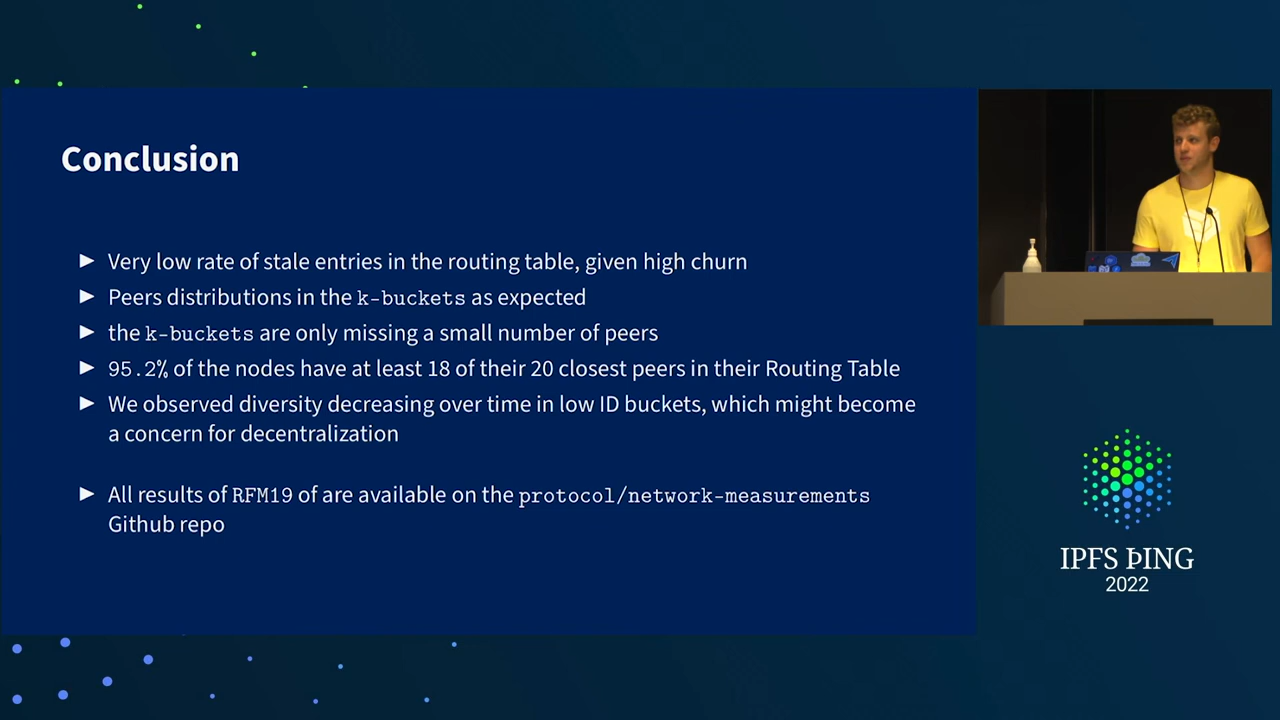 Conclusion
► Very low rate of stale entries in the routing table, given high churn
► Peers distributions in the k-buckets as expected
► the k-buckets are only missing a small number of peers
► 95.2% of the nodes have at least 18 of their 20 closest peers in their Routing Table
► We observed diversity decreasing over time in low ID buckets, which might become
a concern for decentralization
► All results of RFM19 of are available on the protocol/network-measurements
Github repo
IPFS ÞING
2022